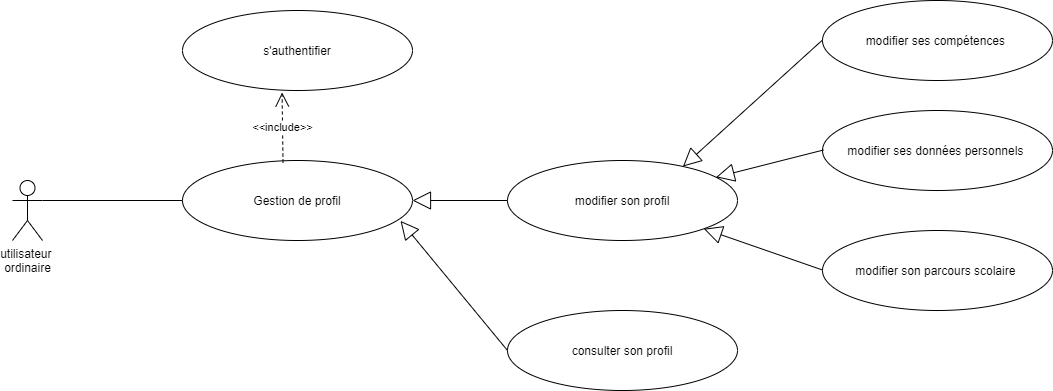 modifier ses compétences
s'authentifier
<<include>>
modifier ses données personnels
Gestion de profil
modifier son profil
utilisateur
ordinaire
modifier son parcours scolaire
consulter son profil